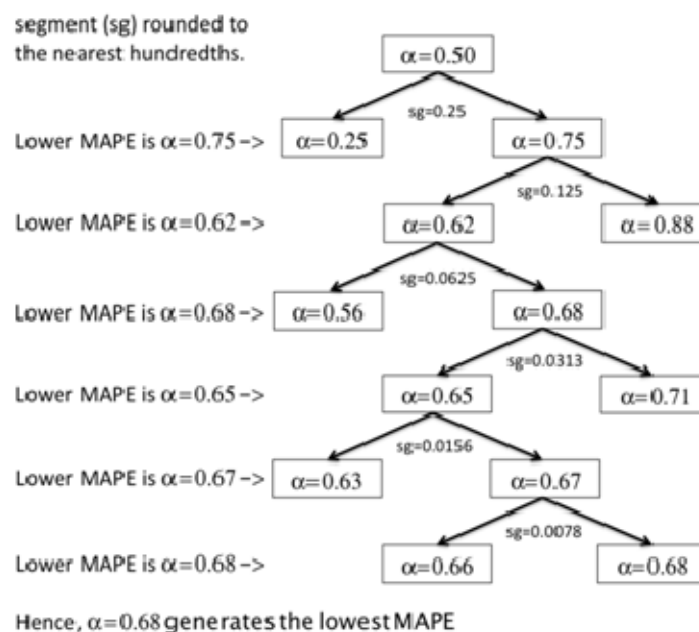 segment (sg) rounded to
the nearest hundredths.
α=0.50
sg=0.25
Lower MAPE is α=0.75 –>
α=0.25
α=0.75
sg=0.125
Lower MAPE is α=0.62 –>
α=0.62
α=0.88
sg=0.0625
Lower MAPE is α=0.68 –>
α=0.56
α=0.68
sg=0.0313
Lower MAPE is α=0.65 –>
α=0.65
α=0.71
sg=0.0156
Lower MAPE is α=0.67 –>
α=0.63
α=0.67
sg=0.0078
Lower MAPE is α=0.68 –>
α=0.66
α=0.68
Hence, α=0.68 generates the lowest MAPE